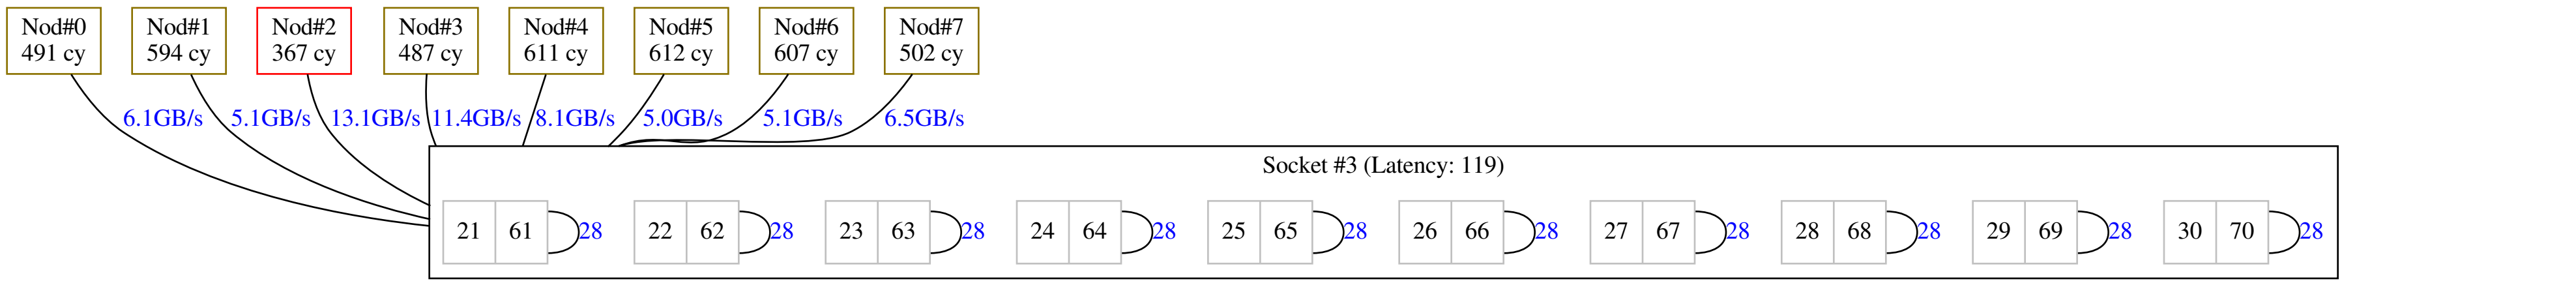 Nod#0 Nod#1 Nod#2 Nod#3 Nod#4 Nod#5 Nod#6 Nod#7
491 cy 594 cy 367 cy 487 cy 611 cy 612 cy 607 cy 502 cy
6.1GB/s 5.1GB/s 13.1GB/s 11.4GB/s 8.1GB/s 5.0GB/s 5.1GB/s 6.5GB/s
Socket #3 (Latency: 119)
21 61 28 22 62 28 23 63 28 24 64 28 25 65 28 26 66 28 27 67 28 28 68 28 29 69 28 30 70 28